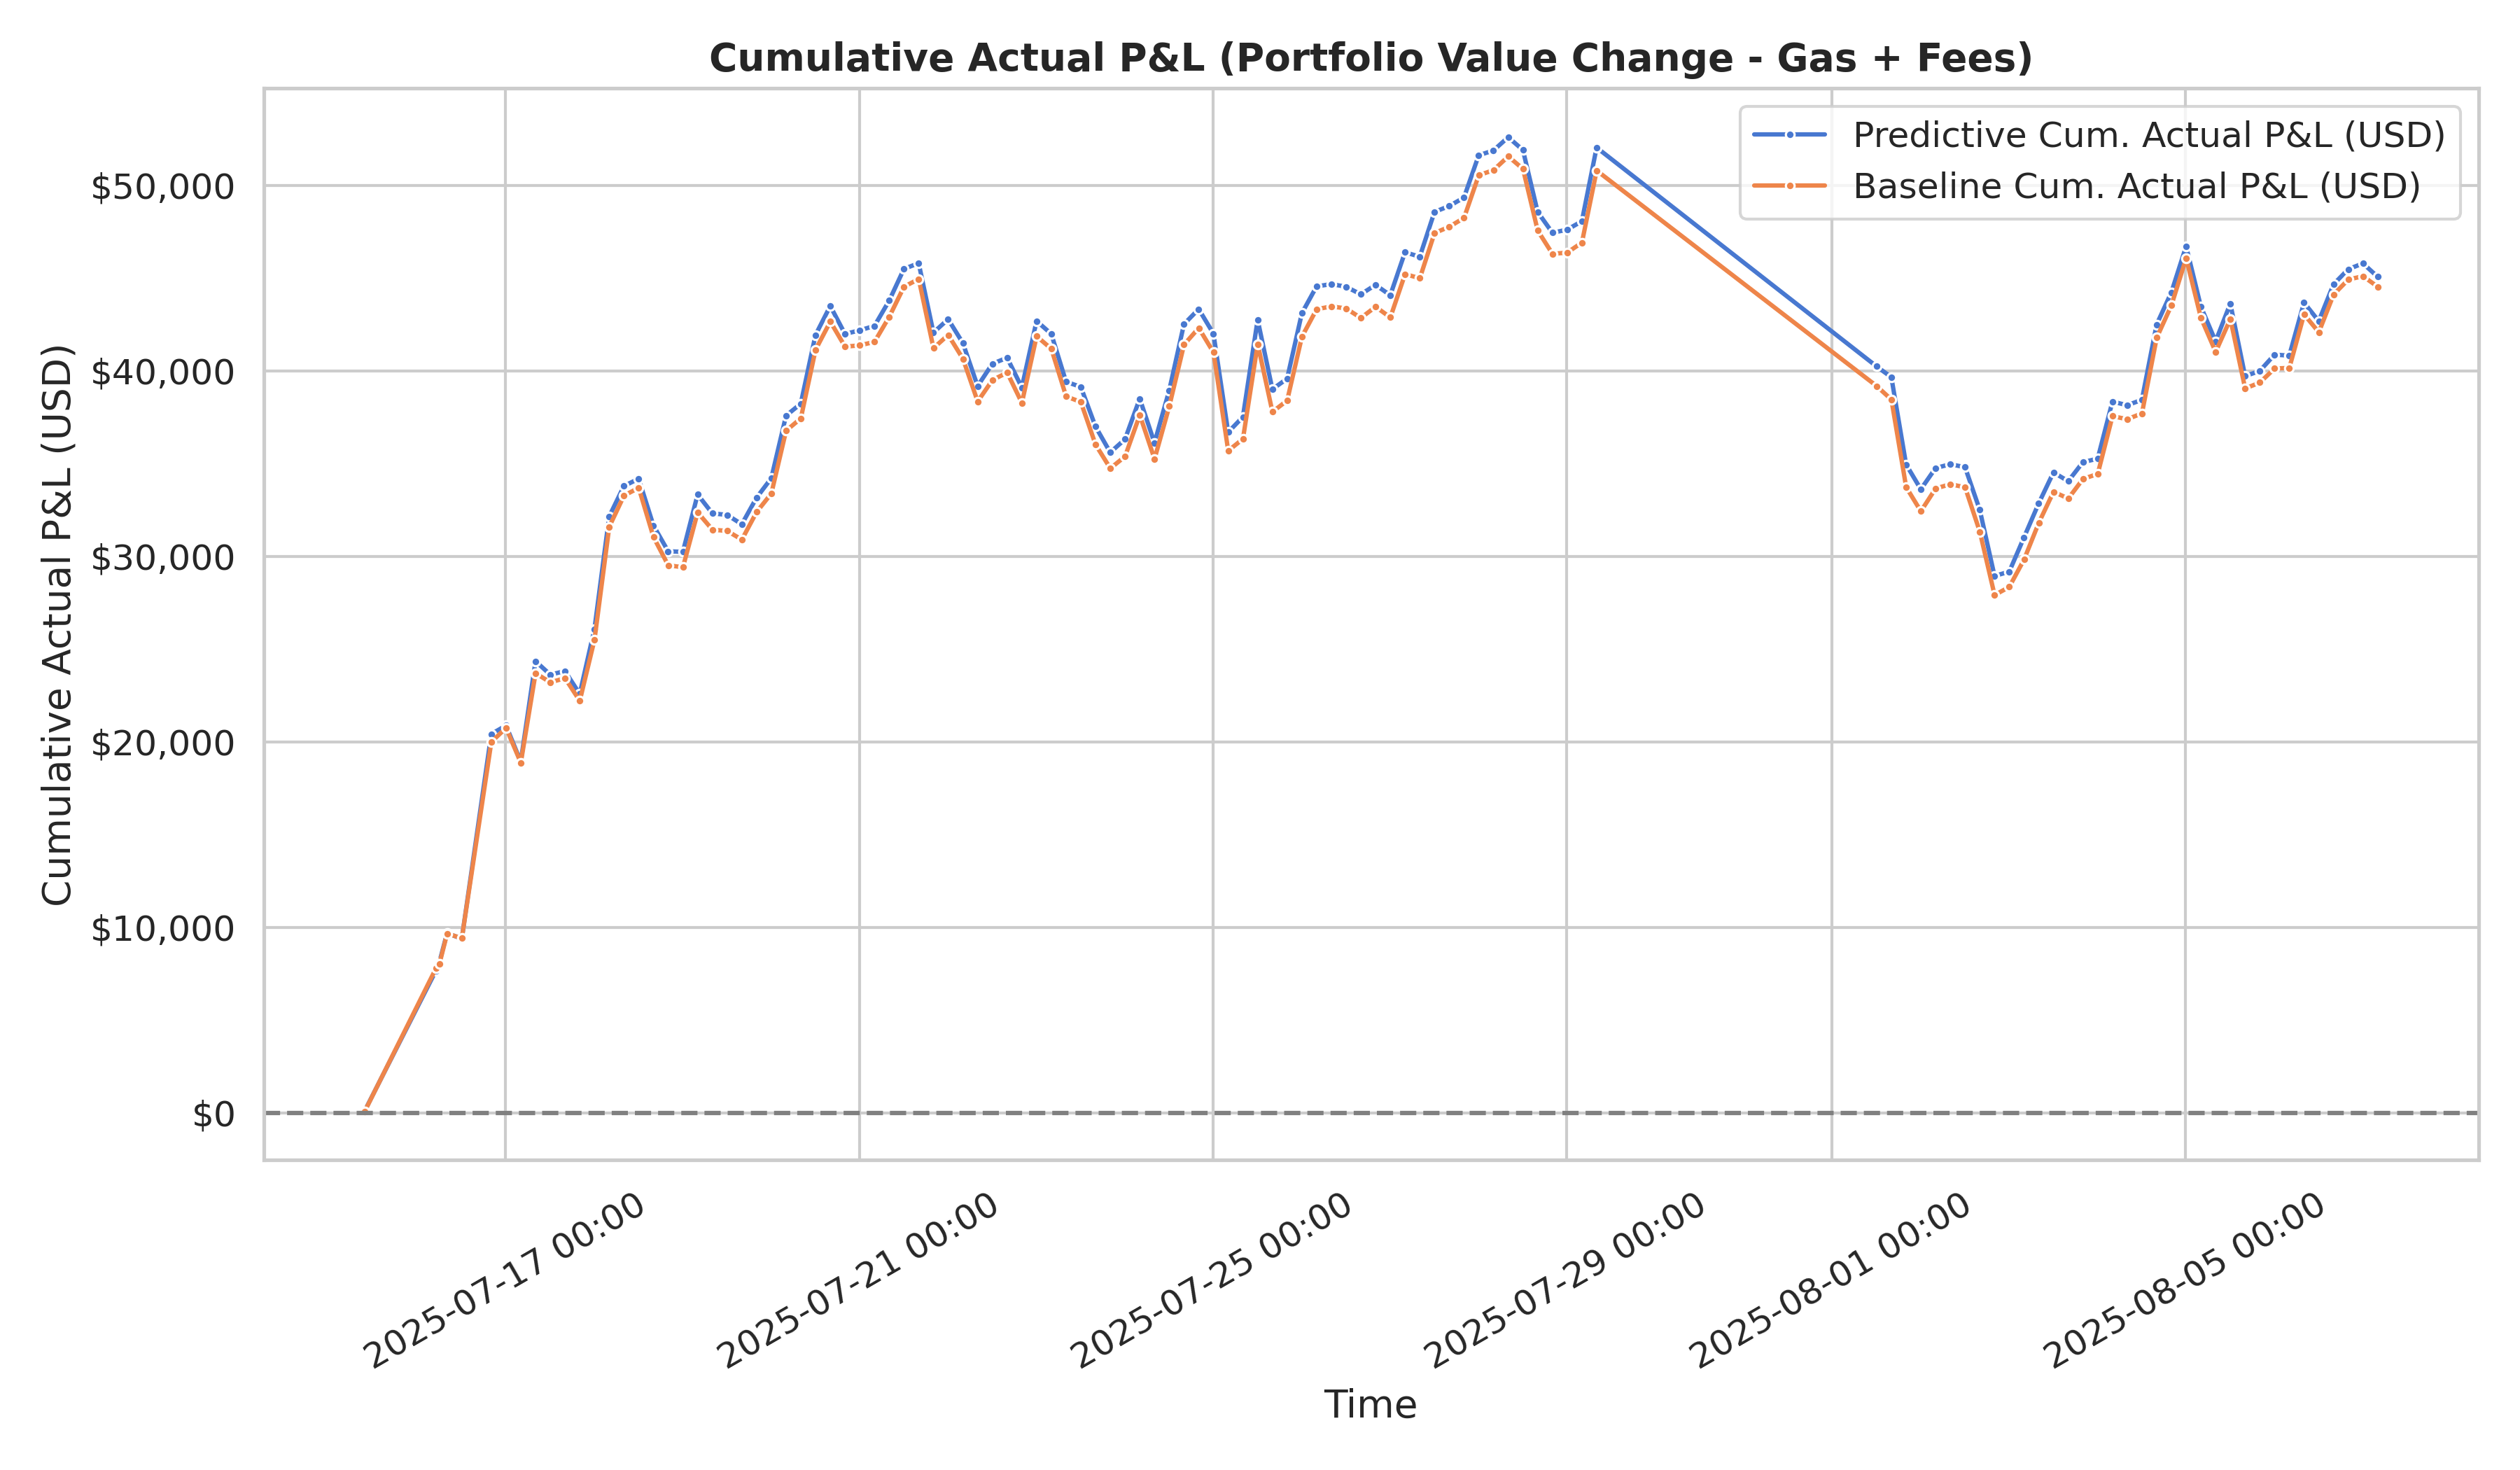 Cumulative Actual P&L (Portfolio Value Change - Gas + Fees)
Predictive Cum. Actual P&L (USD)
Baseline Cum. Actual P&L (USD)
Cumulative Actual P&L (USD)
$50,000
$40,000
$30,000
$20,000
$10,000
$0
2025-07-17 00:00
2025-07-21 00:00
2025-07-25 00:00
2025-07-29 00:00
2025-08-01 00:00
2025-08-05 00:00
Time